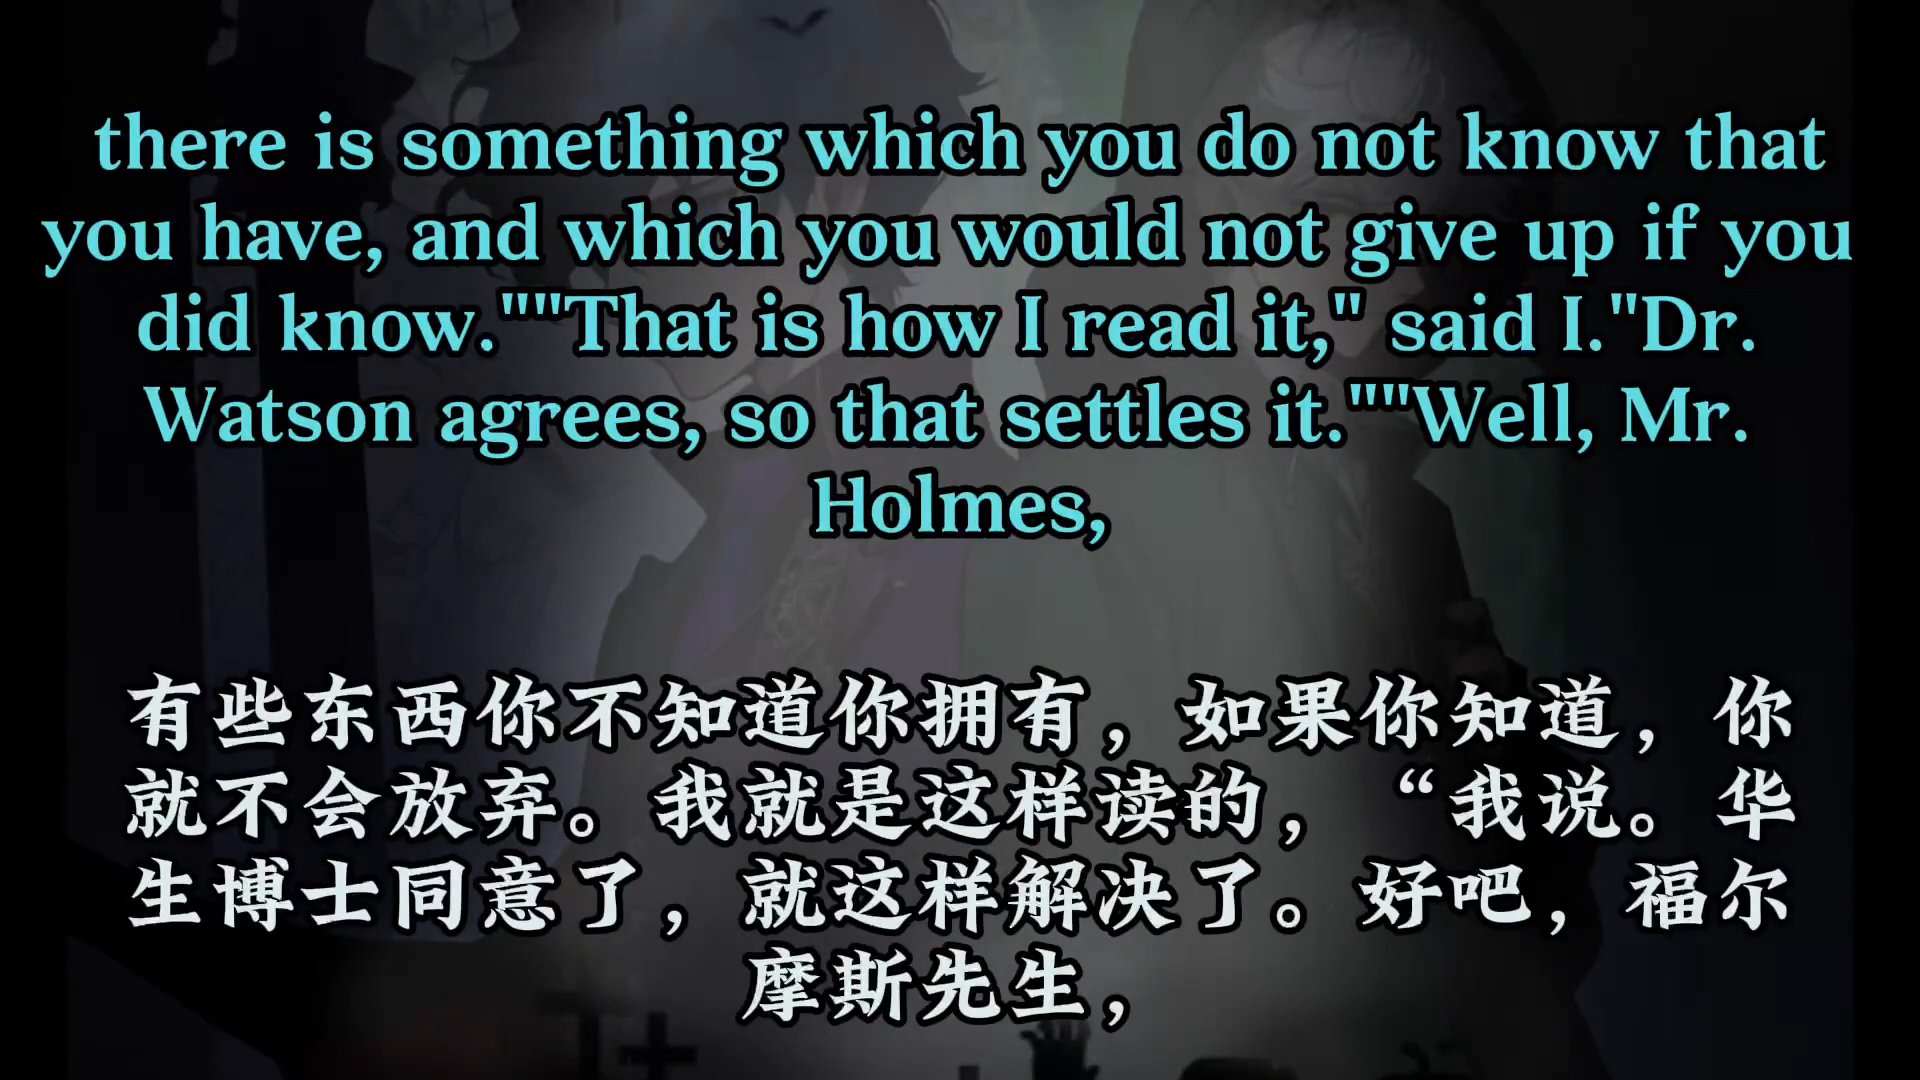 there is something which you do not know that
you have, and which you would not give up if you
did know.""That is how I read it," said I."Dr.
Watson agrees, so that settles it.""Well, Mr.
Holmes,
有些东西你不知道你拥有，如果你知道，你
就不会放弃。我就是这样读的，“我说。华
生博士同意了，就这样解决了。好吧，福尔
摩斯先生，